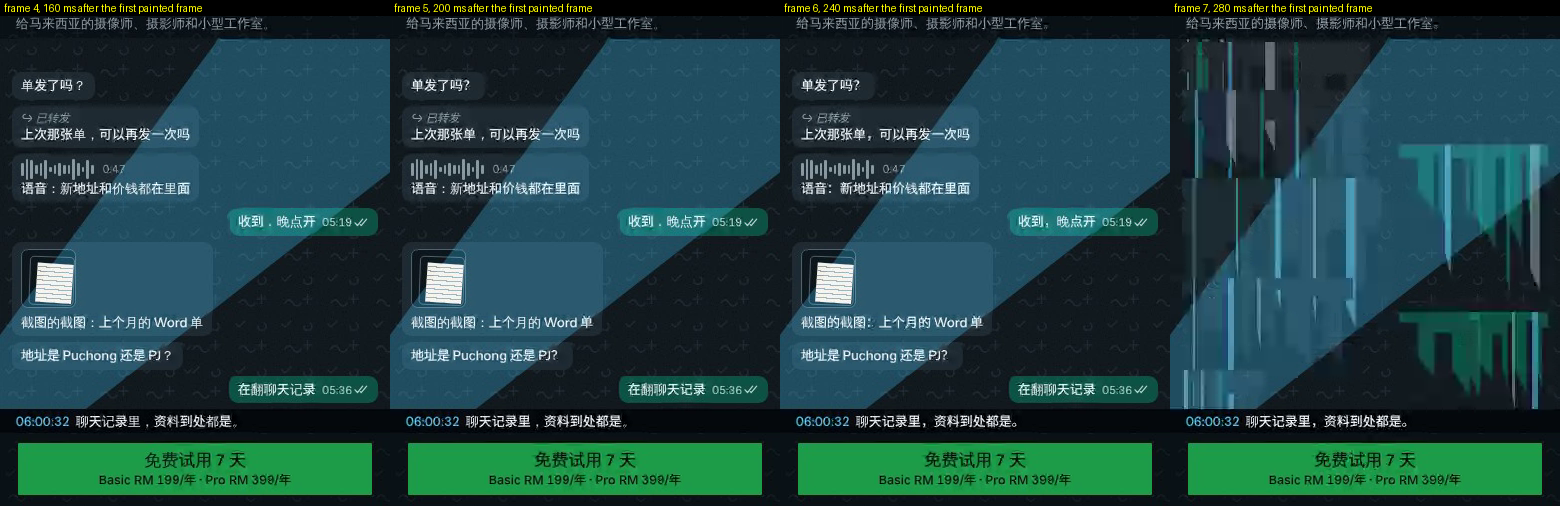 frame 4, 160 ms after the first painted frame
给马来西亚的摄像师、摄影师和小型工作室。
单发了吗？
已转发
上次那张单，可以再发一次吗
0:47
语音：新地址和价钱都在里面
收到，晚点开 05:19
截图的截图：上个月的 Word 单
地址是 Puchong 还是 PJ？
在翻聊天记录 05:36
06:00:32 聊天记录里，资料到处都是。
免费试用 7 天
Basic RM 199/年 · Pro RM 399/年
frame 5, 200 ms after the first painted frame
给马来西亚的摄像师、摄影师和小型工作室。
单发了吗？
已转发
上次那张单，可以再发一次吗
0:47
语音：新地址和价钱都在里面
收到，晚点开 05:19
截图的截图：上个月的 Word 单
地址是 Puchong 还是 PJ？
在翻聊天记录 05:36
06:00:32 聊天记录里，资料到处都是。
免费试用 7 天
Basic RM 199/年 · Pro RM 399/年
frame 6, 240 ms after the first painted frame
给马来西亚的摄像师、摄影师和小型工作室。
单发了吗？
已转发
上次那张单，可以再发一次吗
0:47
语音：新地址和价钱都在里面
收到，晚点开 05:19
截图的截图：上个月的 Word 单
地址是 Puchong 还是 PJ？
在翻聊天记录 05:36
06:00:32 聊天记录里，资料到处都是。
免费试用 7 天
Basic RM 199/年 · Pro RM 399/年
frame 7, 280 ms after the first painted frame
给马来西亚的摄像师、摄影师和小型工作室。
06:00:32 聊天记录里，资料到处都是。
免费试用 7 天
Basic RM 199/年 · Pro RM 399/年